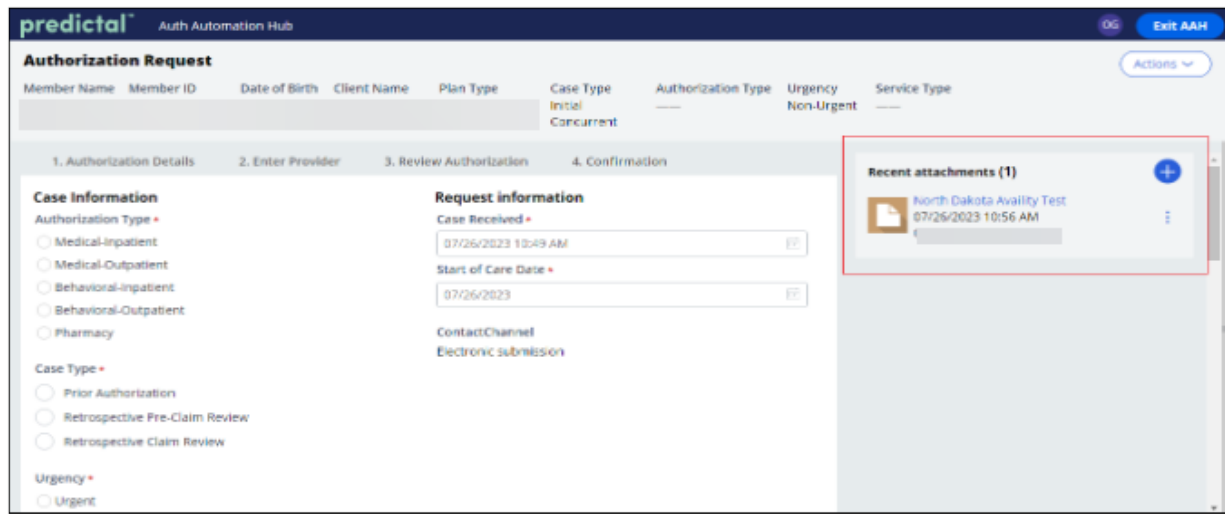 predictal™ Auth Automation Hub OG Exit AAH
Authorization Request Actions
Member Name Member ID Date of Birth Client Name Plan Type Case Type Authorization Type Urgency Service Type
Initial Concurrent —— Non-Urgent ——
1. Authorization Details 2. Enter Provider 3. Review Authorization 4. Confirmation
Case Information
Authorization Type *
Medical-Inpatient
Medical-Outpatient
Behavioral-Inpatient
Behavioral-Outpatient
Pharmacy
Case Type *
Prior Authorization
Retrospective Pre-Claim Review
Retrospective Claim Review
Urgency *
Urgent
Request information
Case Received *
07/26/2023 10:49 AM
Start of Care Date *
07/26/2023
ContactChannel
Electronic submission
Recent attachments (1)
North Dakota Availity Test
07/26/2023 10:56 AM